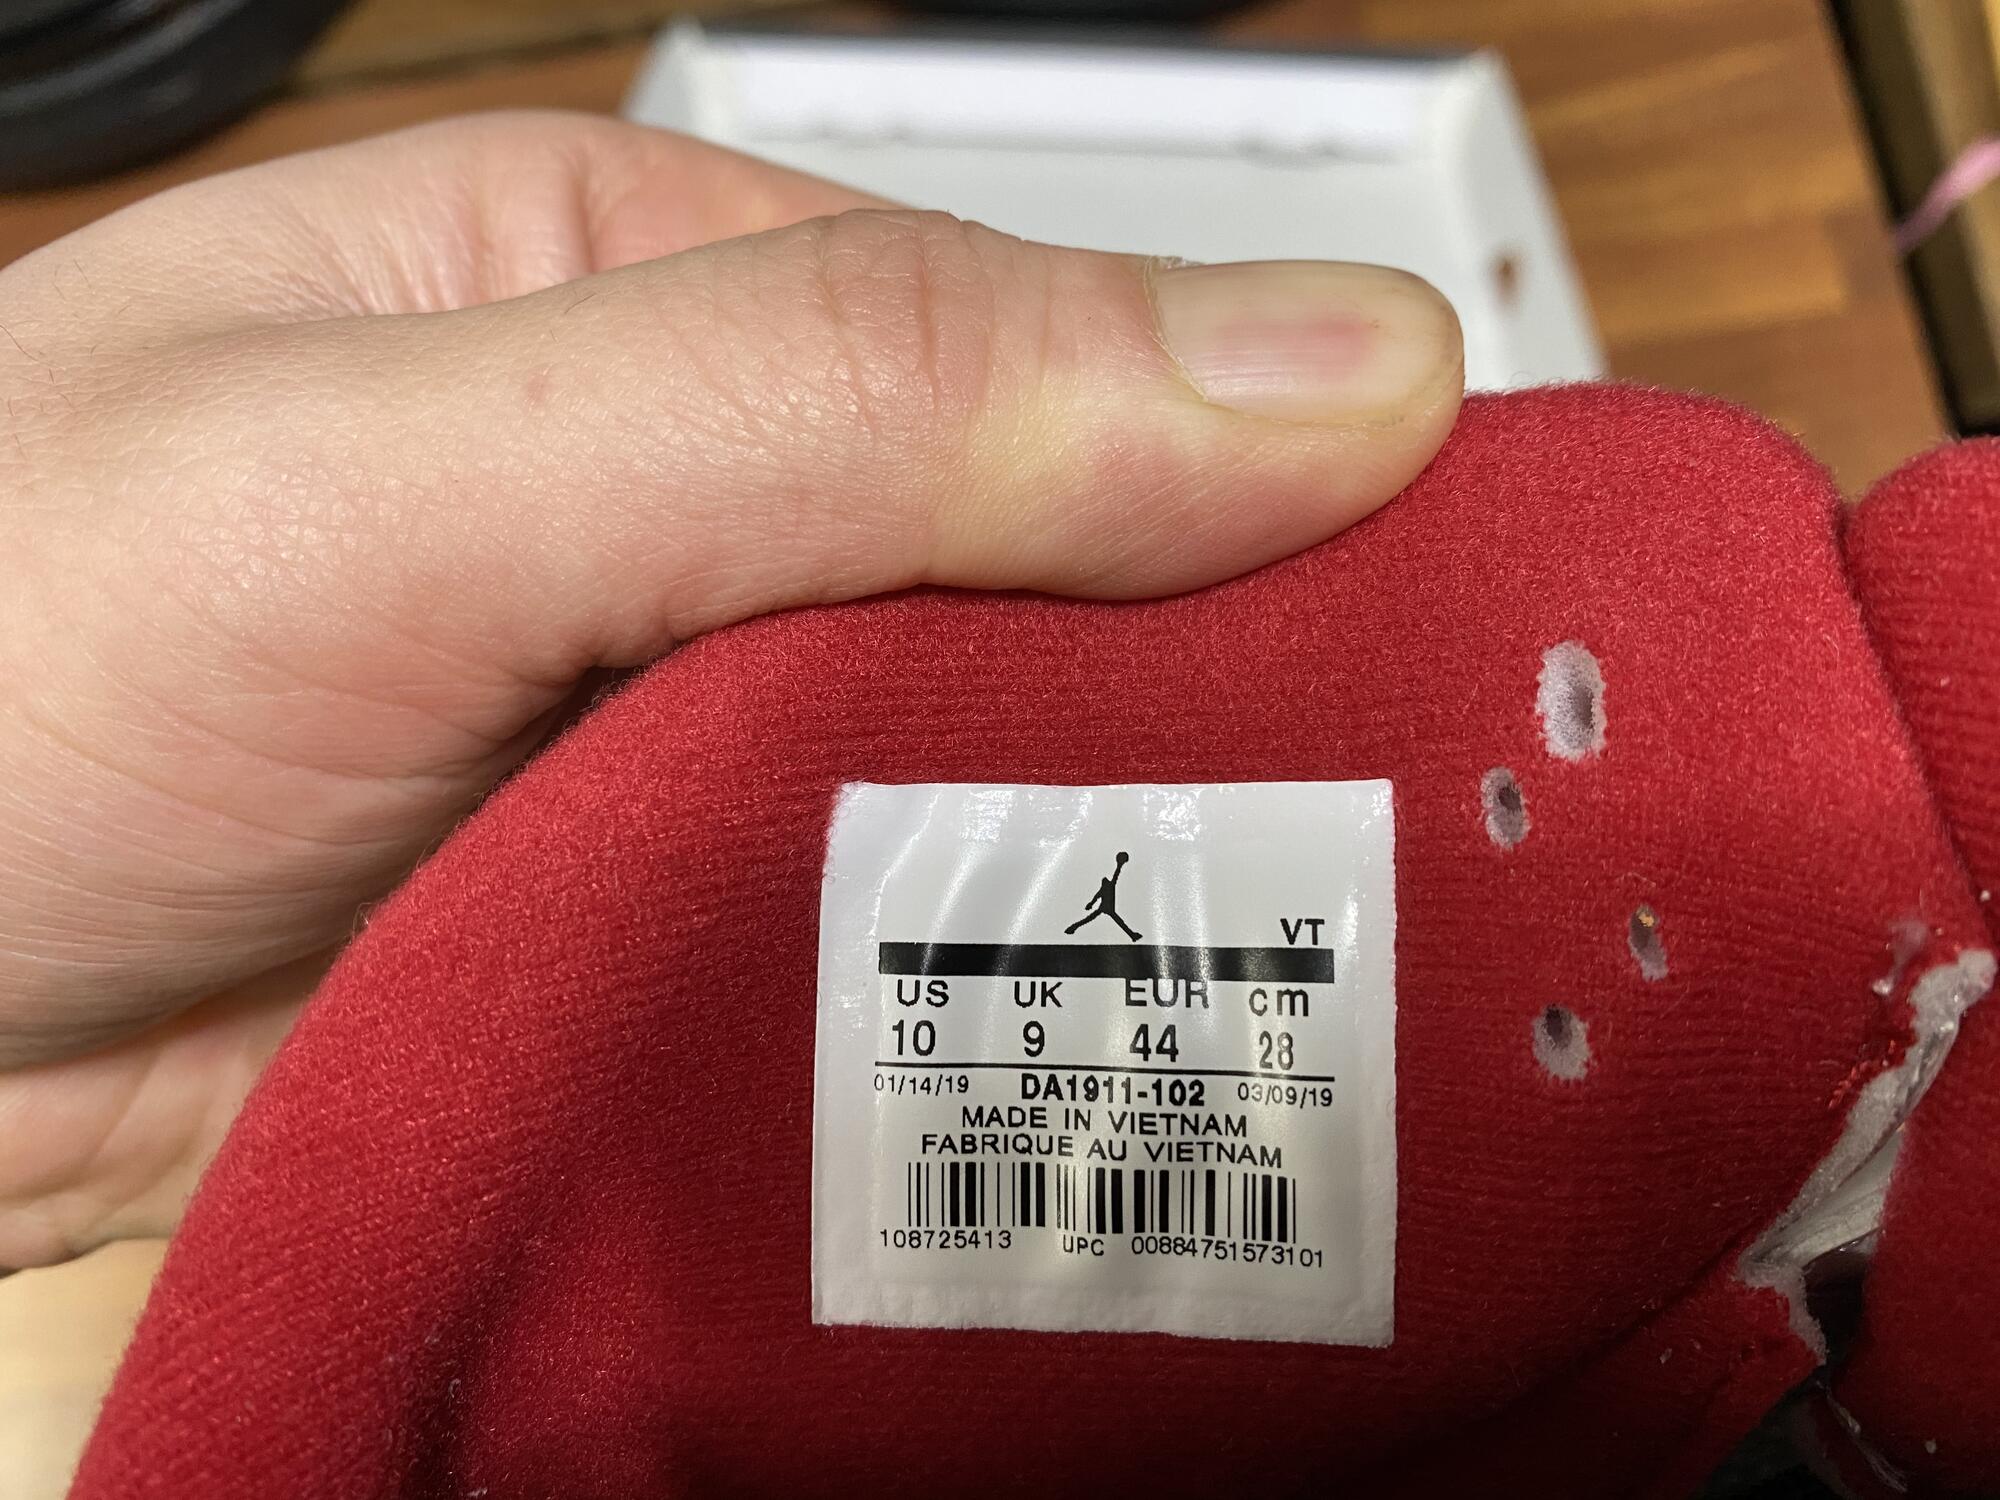 VT
US UK EUR cm
10 9 44 28
01/14/19 DA1911-102 03/09/19
MADE IN VIETNAM
FABRIQUE AU VIETNAM
108725413 UPC 00884751573101